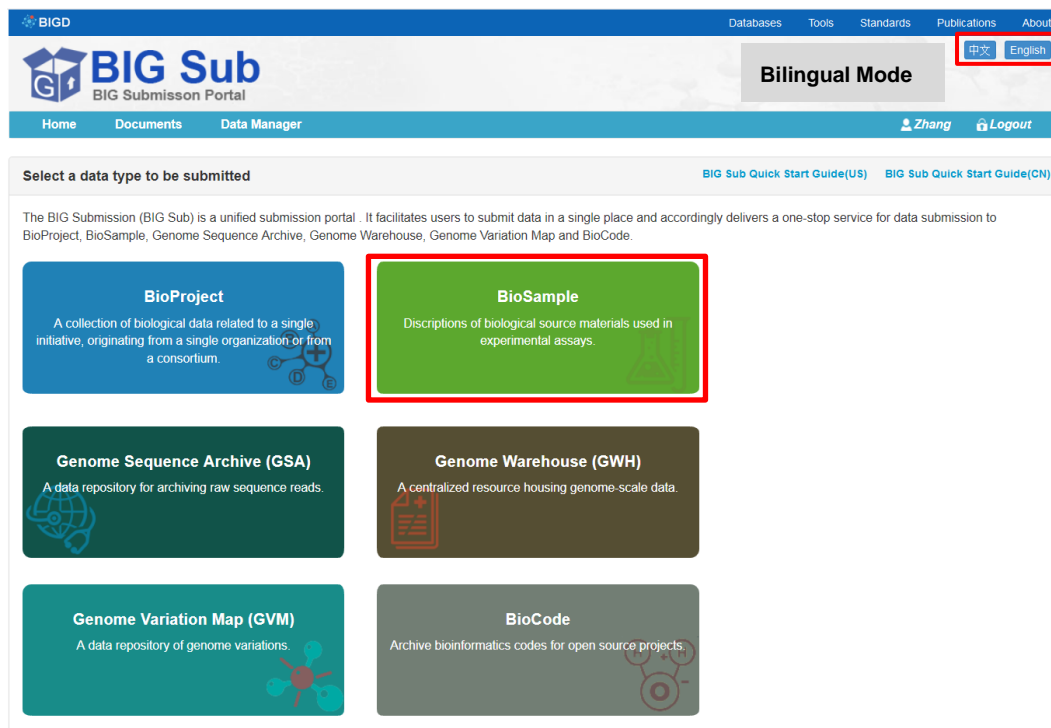 BIGD
Databases Tools Standards Publications About
BIG Sub
BIG Submisson Portal
G
Bilingual Mode
中文 English
Home Documents Data Manager
Zhang Logout
Select a data type to be submitted
BIG Sub Quick Start Guide(US) BIG Sub Quick Start Guide(CN)
The BIG Submission (BIG Sub) is a unified submission portal . It facilitates users to submit data in a single place and accordingly delivers a one-stop service for data submission to
BioProject, BioSample, Genome Sequence Archive, Genome Warehouse, Genome Variation Map and BioCode.
BioProject
A collection of biological data related to a single
initiative, originating from a single organization or from
a consortium.
C
D
E
BioSample
Discriptions of biological source materials used in
experimental assays.
Genome Sequence Archive (GSA)
A data repository for archiving raw sequence reads.
Genome Warehouse (GWH)
A centralized resource housing genome-scale data.
Genome Variation Map (GVM)
A data repository of genome variations.
BioCode
Archive bioinformatics codes for open source projects.
H + H
O -